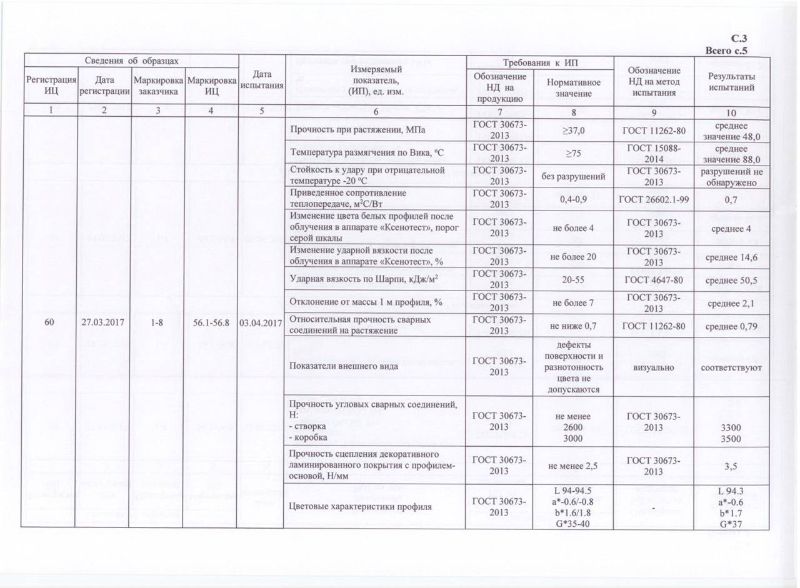 С.3
Всего с.5
Сведения об образцах
Дата испытания
Измеряемый показатель, (ИП), ед. изм.
Требования к ИП
Обозначение НД на метод испытания
Результаты испытаний
Регистрация ИЦ
Дата регистрации
Маркировка заказчика
Маркировка ИЦ
Обозначение НД на продукцию
Нормативное значение
1 2 3 4 5 6 7 8 9 10
60 27.03.2017 1-8 56.1-56.8 03.04.2017
Прочность при растяжении, МПа ГОСТ 30673-2013 ≥37,0 ГОСТ 11262-80 среднее значение 48,0
Температура размягчения по Вика, °С ГОСТ 30673-2013 ≥75 ГОСТ 15088-2014 среднее значение 88,0
Стойкость к удару при отрицательной температуре -20 °С ГОСТ 30673-2013 без разрушений ГОСТ 30673-2013 разрушений не обнаружено
Приведенное сопротивление теплопередаче, м²С/Вт ГОСТ 30673-2013 0,4-0,9 ГОСТ 26602.1-99 0,7
Изменение цвета белых профилей после облучения в аппарате «Ксенотест», порог серой шкалы ГОСТ 30673-2013 не более 4 ГОСТ 30673-2013 среднее 4
Изменение ударной вязкости после облучения в аппарате «Ксенотест», % ГОСТ 30673-2013 не более 20 ГОСТ 30673-2013 среднее 14,6
Ударная вязкость по Шарпи, кДж/м² ГОСТ 30673-2013 20-55 ГОСТ 4647-80 среднее 50,5
Отклонение от массы 1 м профиля, % ГОСТ 30673-2013 не более 7 ГОСТ 30673-2013 среднее 2,1
Относительная прочность сварных соединений на растяжение ГОСТ 30673-2013 не ниже 0,7 ГОСТ 11262-80 среднее 0,79
Показатели внешнего вида ГОСТ 30673-2013 дефекты поверхности и разнотонность цвета не допускаются визуально соответствуют
Прочность угловых сварных соединений, Н: ГОСТ 30673-2013 не менее ГОСТ 30673-2013
- створка 2600 3300
- коробка 3000 3500
Прочность сцепления декоративного ламинированного покрытия с профилем-основой, Н/мм ГОСТ 30673-2013 не менее 2,5 ГОСТ 30673-2013 3,5
Цветовые характеристики профиля ГОСТ 30673-2013 - 
L 94-94.5 L 94.3
a*-0.6/-0.8 a*-0.6
b*1.6/1.8 b*1.7
G*35-40 G*37